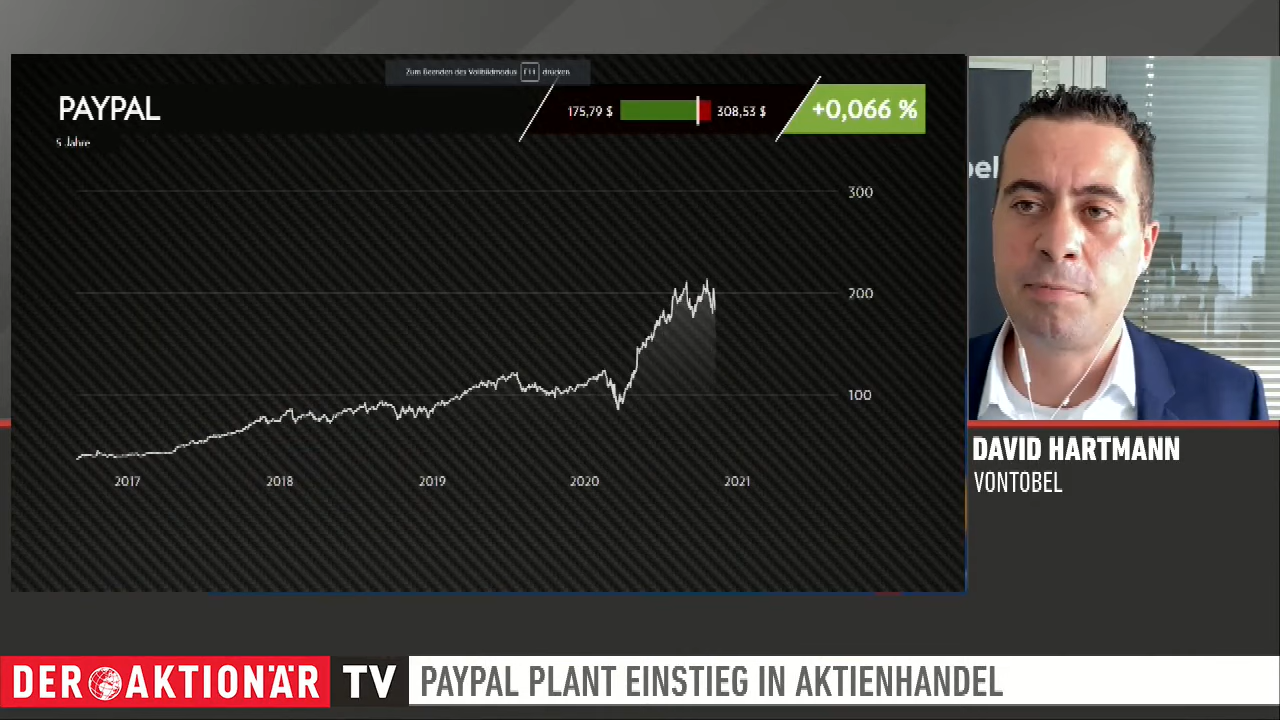 Zum Beenden des Vollbildmodus F11 drücken
PAYPAL
175,79 $ 308,53 $ +0,066 %
5 Jahre
300
200
100
2017 2018 2019 2020 2021
bel
DAVID HARTMANN
VONTOBEL
DER AKTIONÄR TV PAYPAL PLANT EINSTIEG IN AKTIENHANDEL